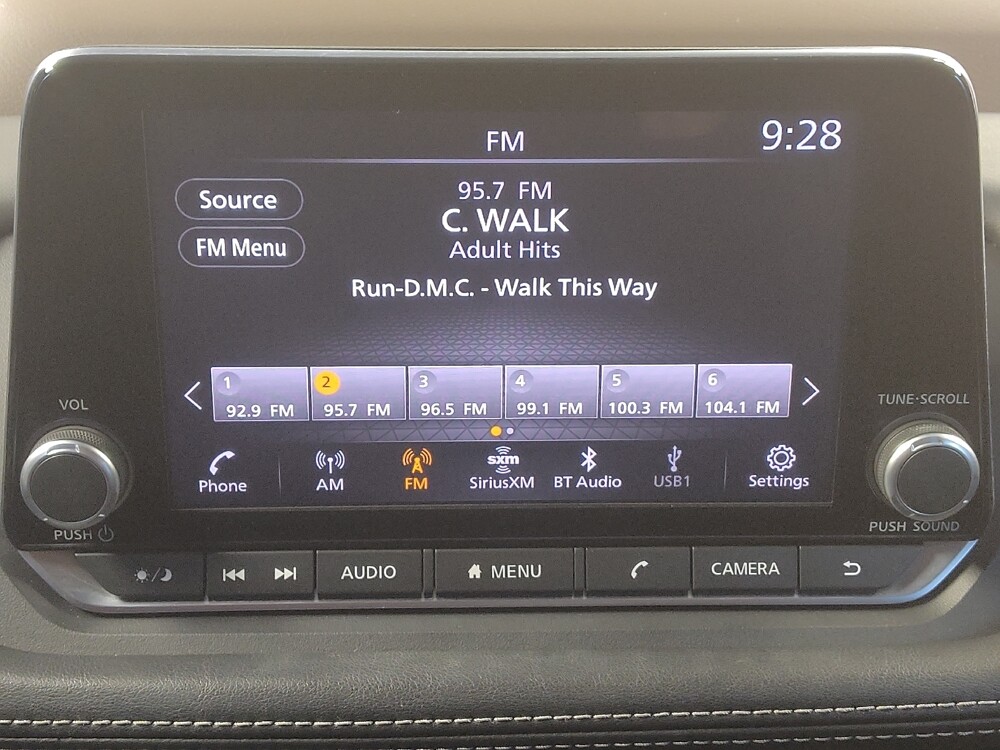 FM
9:28
Source
FM Menu
95.7 FM
C. WALK
Adult Hits
Run-D.M.C. - Walk This Way
1 2 3 4 5 6
92.9 FM 95.7 FM 96.5 FM 99.1 FM 100.3 FM 104.1 FM
VOL
TUNE·SCROLL
sxm
Phone AM FM SiriusXM BT Audio USB1 Settings
PUSH
PUSH SOUND
AUDIO MENU CAMERA